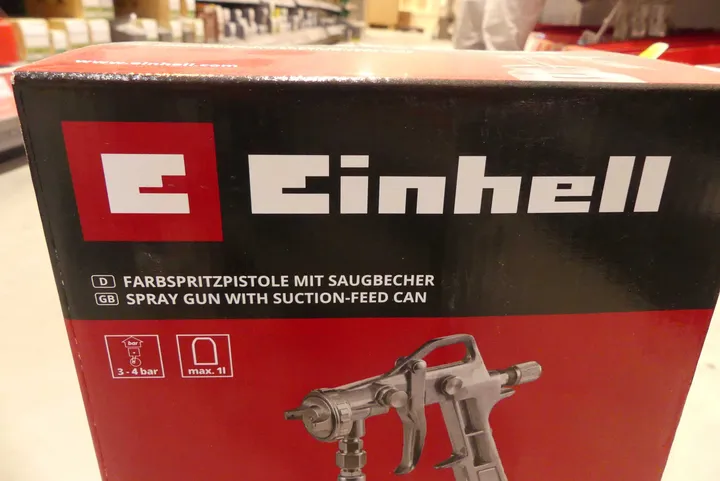 www.einhell.com
E Einhell
D FARBSPRITZPISTOLE MIT SAUGBECHER
GB SPRAY GUN WITH SUCTION-FEED CAN
bar
3 - 4 bar
max. 1l